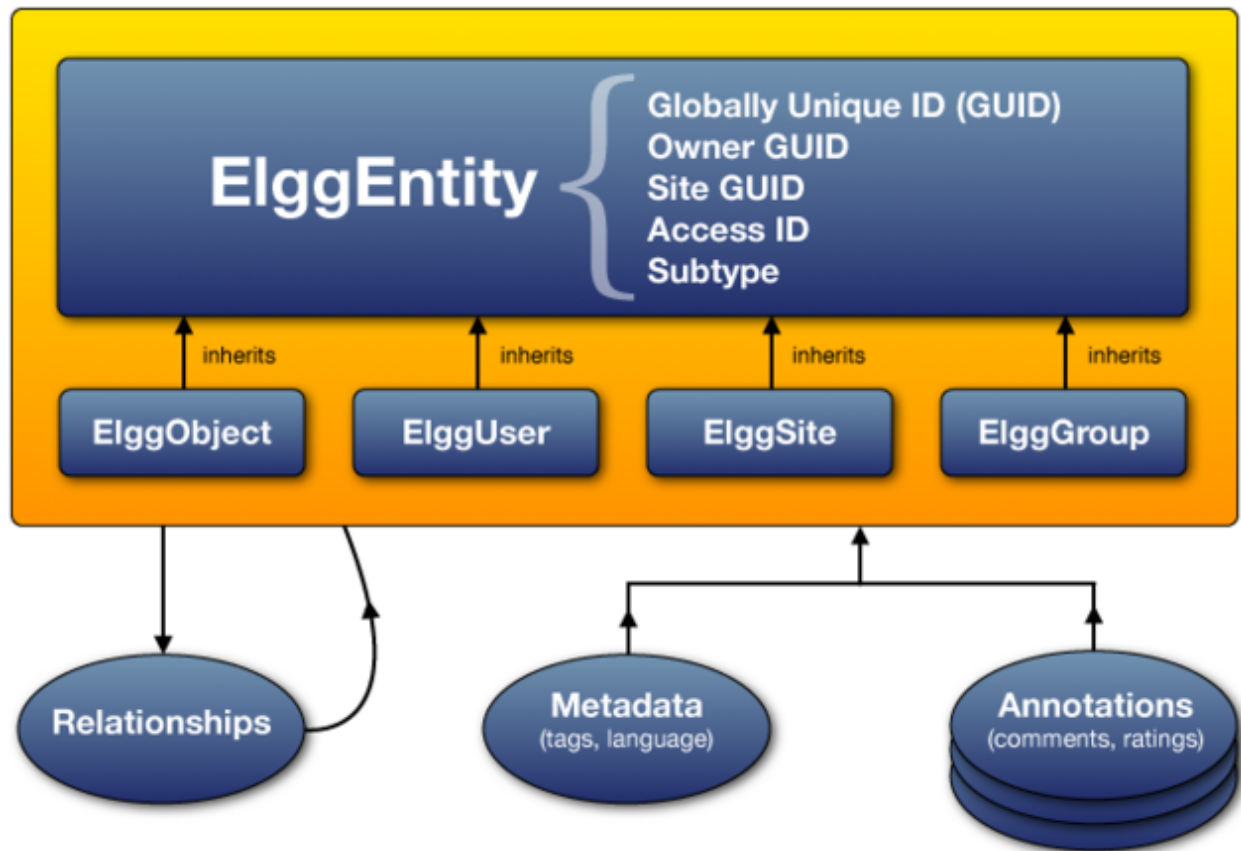 ElggEntity
Globally Unique ID (GUID)
Owner GUID
Site GUID
Access ID
Subtype
inherits
inherits
inherits
inherits
ElggObject
ElggUser
ElggSite
ElggGroup
Relationships
Metadata
(tags, language)
Annotations
(comments, ratings)